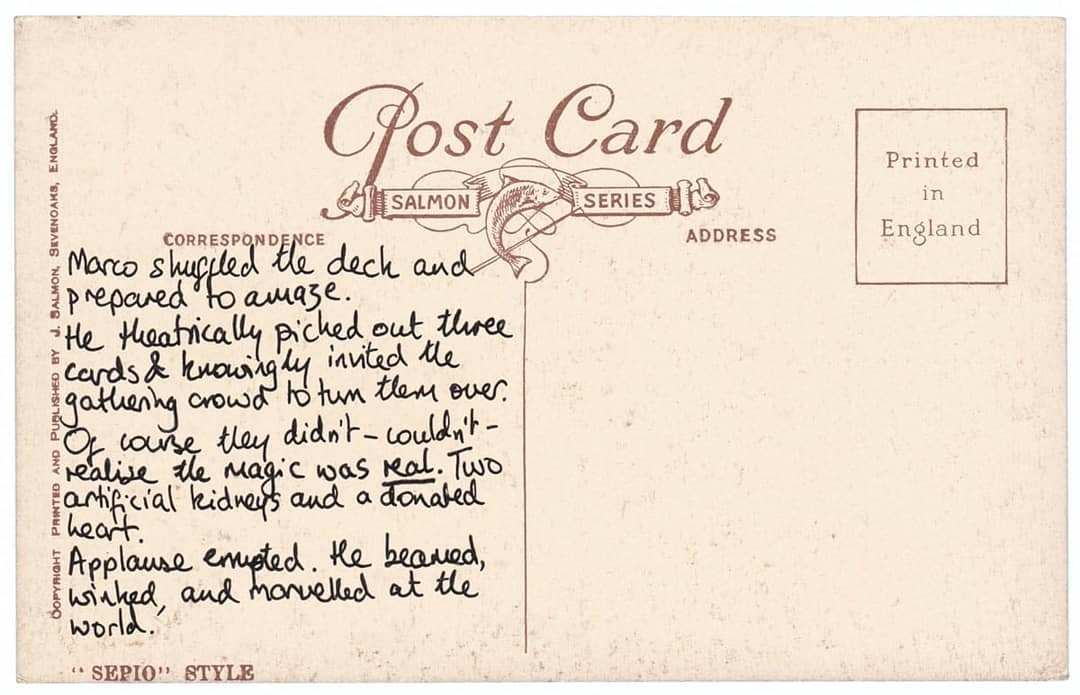 Post Card
SALMON SERIES
CORRESPONDENCE
ADDRESS
Printed
in
England
COPYRIGHT PRINTED AND PUBLISHED BY J. SALMON, SEVENOAKS, ENGLAND.
Marco shuffled the deck and
prepared to amaze.
He theatrically picked out three
cards & knowingly invited the
gathering crowd to turn them over.
Of course they didn't – couldn't –
realise the magic was real. Two
artificial kidneys and a donated
heart.
Applause erupted. He beamed,
winked, and marvelled at the
world.
"SEPIO" STYLE